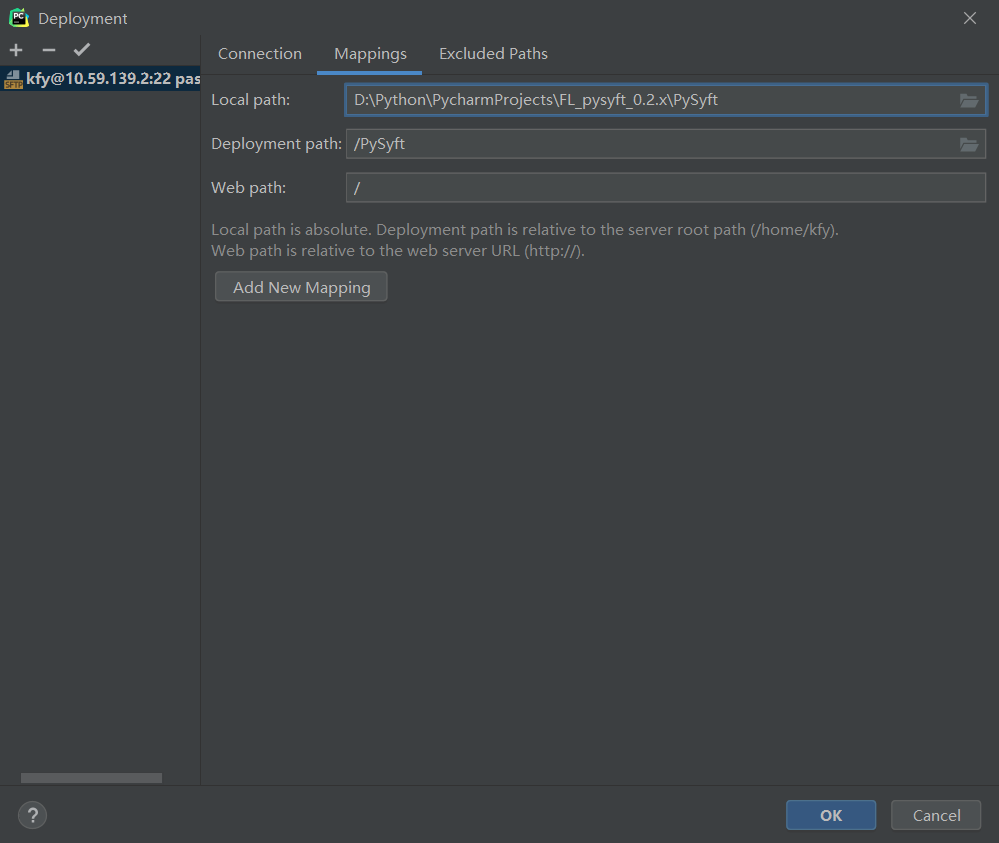 PC Deployment
SFTP kfy@10.59.139.2:22 pas
Connection Mappings Excluded Paths
Local path: D:\Python\PycharmProjects\FL_pysyft_0.2.x\PySyft
Deployment path: /PySyft
Web path: /
Local path is absolute. Deployment path is relative to the server root path (/home/kfy).
Web path is relative to the web server URL (http://).
Add New Mapping
? OK Cancel